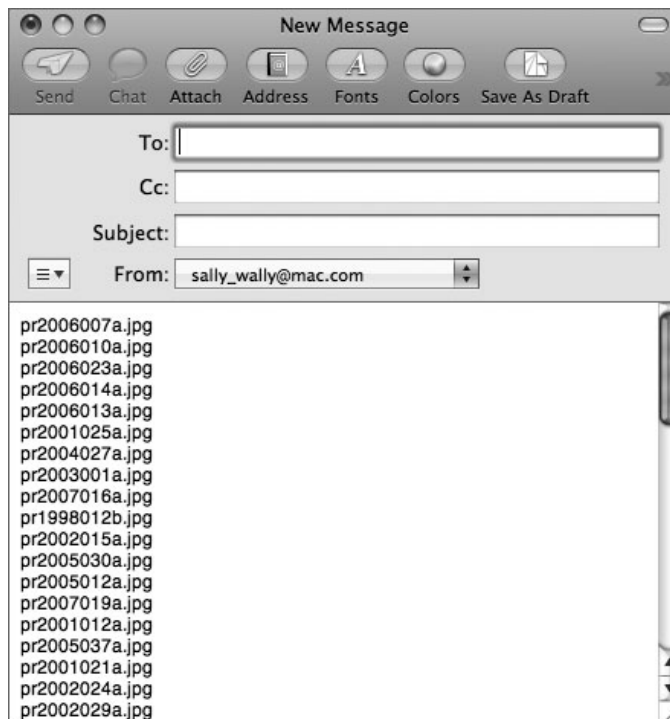 New Message
Send Chat Attach Address Fonts Colors Save As Draft
To:
Cc:
Subject:
From: sally_wally@mac.com
pr2006007a.jpg
pr2006010a.jpg
pr2006023a.jpg
pr2006014a.jpg
pr2006013a.jpg
pr2001025a.jpg
pr2004027a.jpg
pr2003001a.jpg
pr2007016a.jpg
pr1998012b.jpg
pr2002015a.jpg
pr2005030a.jpg
pr2005012a.jpg
pr2007019a.jpg
pr2001012a.jpg
pr2005037a.jpg
pr2001021a.jpg
pr2002024a.jpg
pr2002029a.jpg